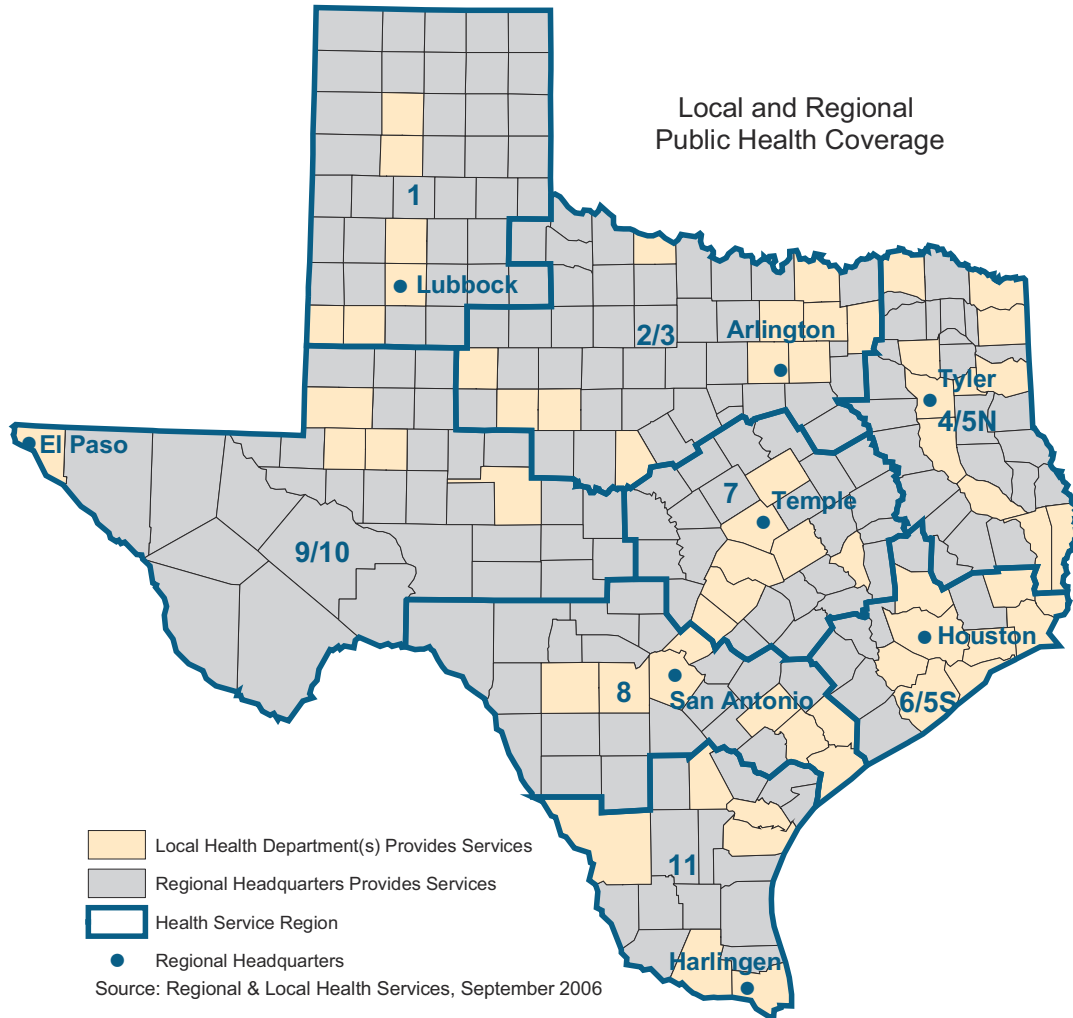 Local and Regional
Public Health Coverage
1
Lubbock
2/3
Arlington
Tyler
4/5N
El Paso
7
Temple
9/10
Houston
8
San Antonio
6/5S
11
Harlingen
Local Health Department(s) Provides Services
Regional Headquarters Provides Services
Health Service Region
Regional Headquarters
Source: Regional & Local Health Services, September 2006